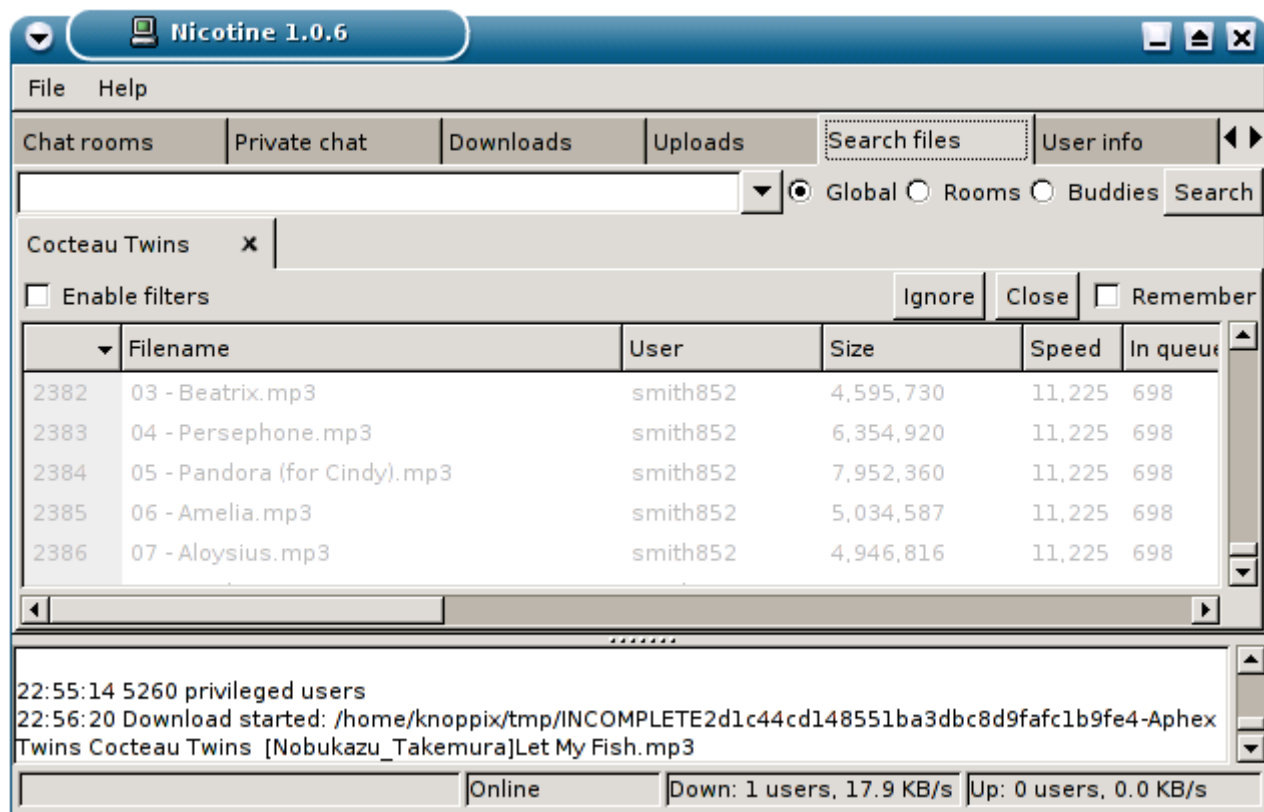 Nicotine 1.0.6
File Help
Chat rooms Private chat Downloads Uploads Search files User info
Global Rooms Buddies Search
Cocteau Twins x
Enable filters Ignore Close Remember
Filename User Size Speed In queue
2382 03 - Beatrix.mp3 smith852 4,595,730 11,225 698
2383 04 - Persephone.mp3 smith852 6,354,920 11,225 698
2384 05 - Pandora (for Cindy).mp3 smith852 7,952,360 11,225 698
2385 06 - Amelia.mp3 smith852 5,034,587 11,225 698
2386 07 - Aloysius.mp3 smith852 4,946,816 11,225 698
22:55:14 5260 privileged users
22:56:20 Download started: /home/knoppix/tmp/INCOMPLETE2d1c44cd148551ba3dbc8d9fafc1b9fe4-Aphex
Twins Cocteau Twins  [Nobukazu_Takemura]Let My Fish.mp3
Online Down: 1 users, 17.9 KB/s Up: 0 users, 0.0 KB/s